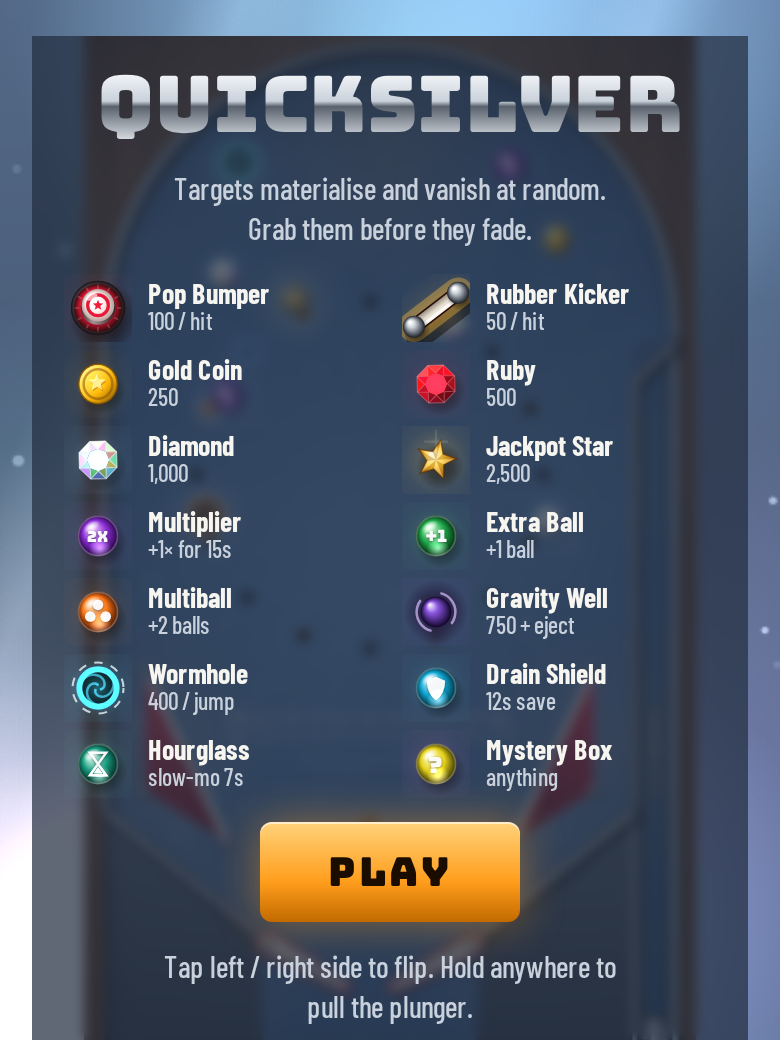 QUICKSILVER
Targets materialise and vanish at random.
Grab them before they fade.
Pop Bumper
100 / hit
Rubber Kicker
50 / hit
Gold Coin
250
Ruby
500
Diamond
1,000
Jackpot Star
2,500
2X
Multiplier
+1× for 15s
+1
Extra Ball
+1 ball
Multiball
+2 balls
Gravity Well
750 + eject
Wormhole
400 / jump
Drain Shield
12s save
Hourglass
slow-mo 7s
?
Mystery Box
anything
PLAY
Tap left / right side to flip. Hold anywhere to
pull the plunger.